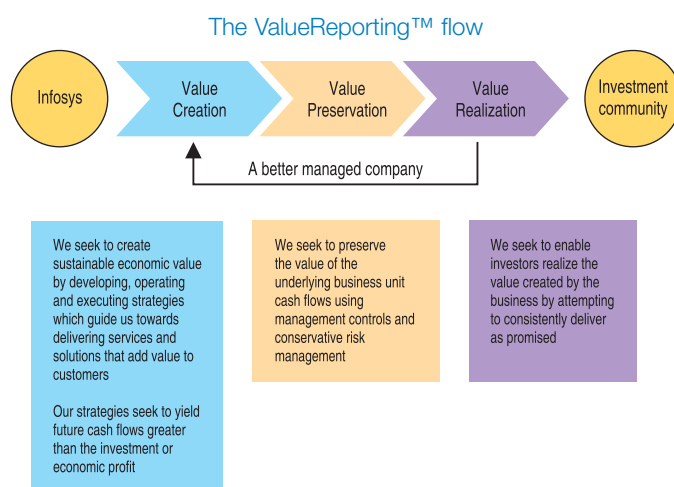 The ValueReporting™ flow
Infosys
Value
Creation
Value
Preservation
Value
Realization
Investment
community
A better managed company
We seek to create
sustainable economic value
by developing, operating
and executing strategies
which guide us towards
delivering services and
solutions that add value to
customers
Our strategies seek to yield
future cash flows greater
than the investment or
economic profit
We seek to preserve
the value of the
underlying business unit
cash flows using
management controls and
conservative risk
management
We seek to enable
investors realize the
value created by the
business by attempting
to consistently deliver
as promised